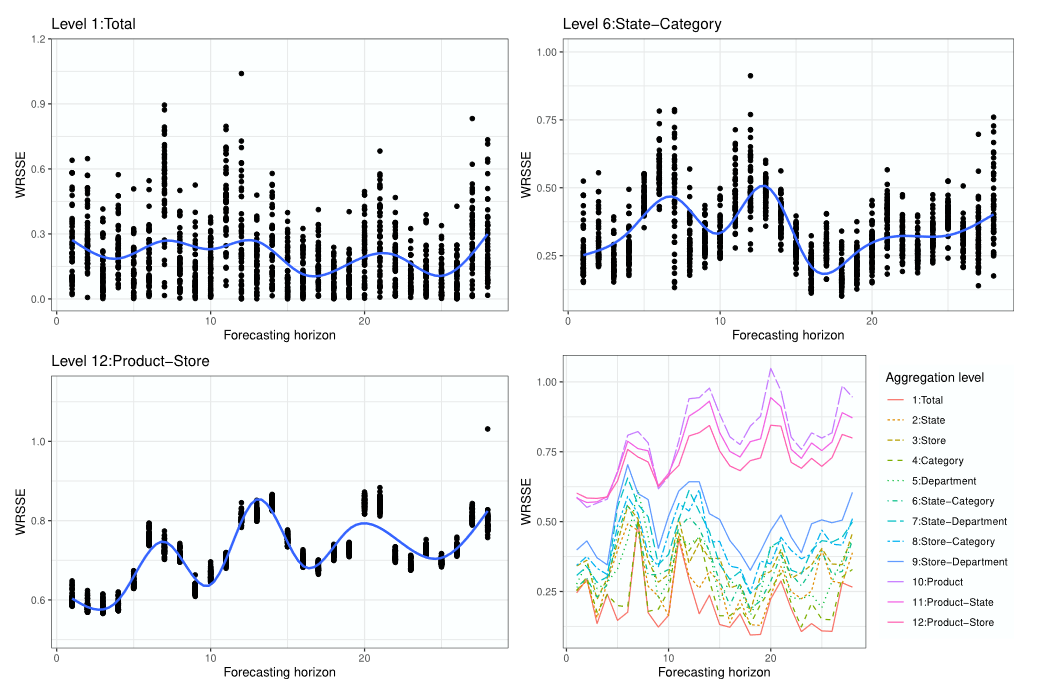 Level 1:Total
WRSSE
1.2
0.9
0.6
0.3
0.0
0
10
20
Forecasting horizon
Level 6:State−Category
WRSSE
1.00
0.75
0.50
0.25
0
10
20
Forecasting horizon
Level 12:Product−Store
WRSSE
1.0
0.8
0.6
0
10
20
Forecasting horizon
WRSSE
1.00
0.75
0.50
0.25
0
10
20
Forecasting horizon
Aggregation level
1:Total
2:State
3:Store
4:Category
5:Department
6:State−Category
7:State−Department
8:Store−Category
9:Store−Department
10:Product
11:Product−State
12:Product−Store